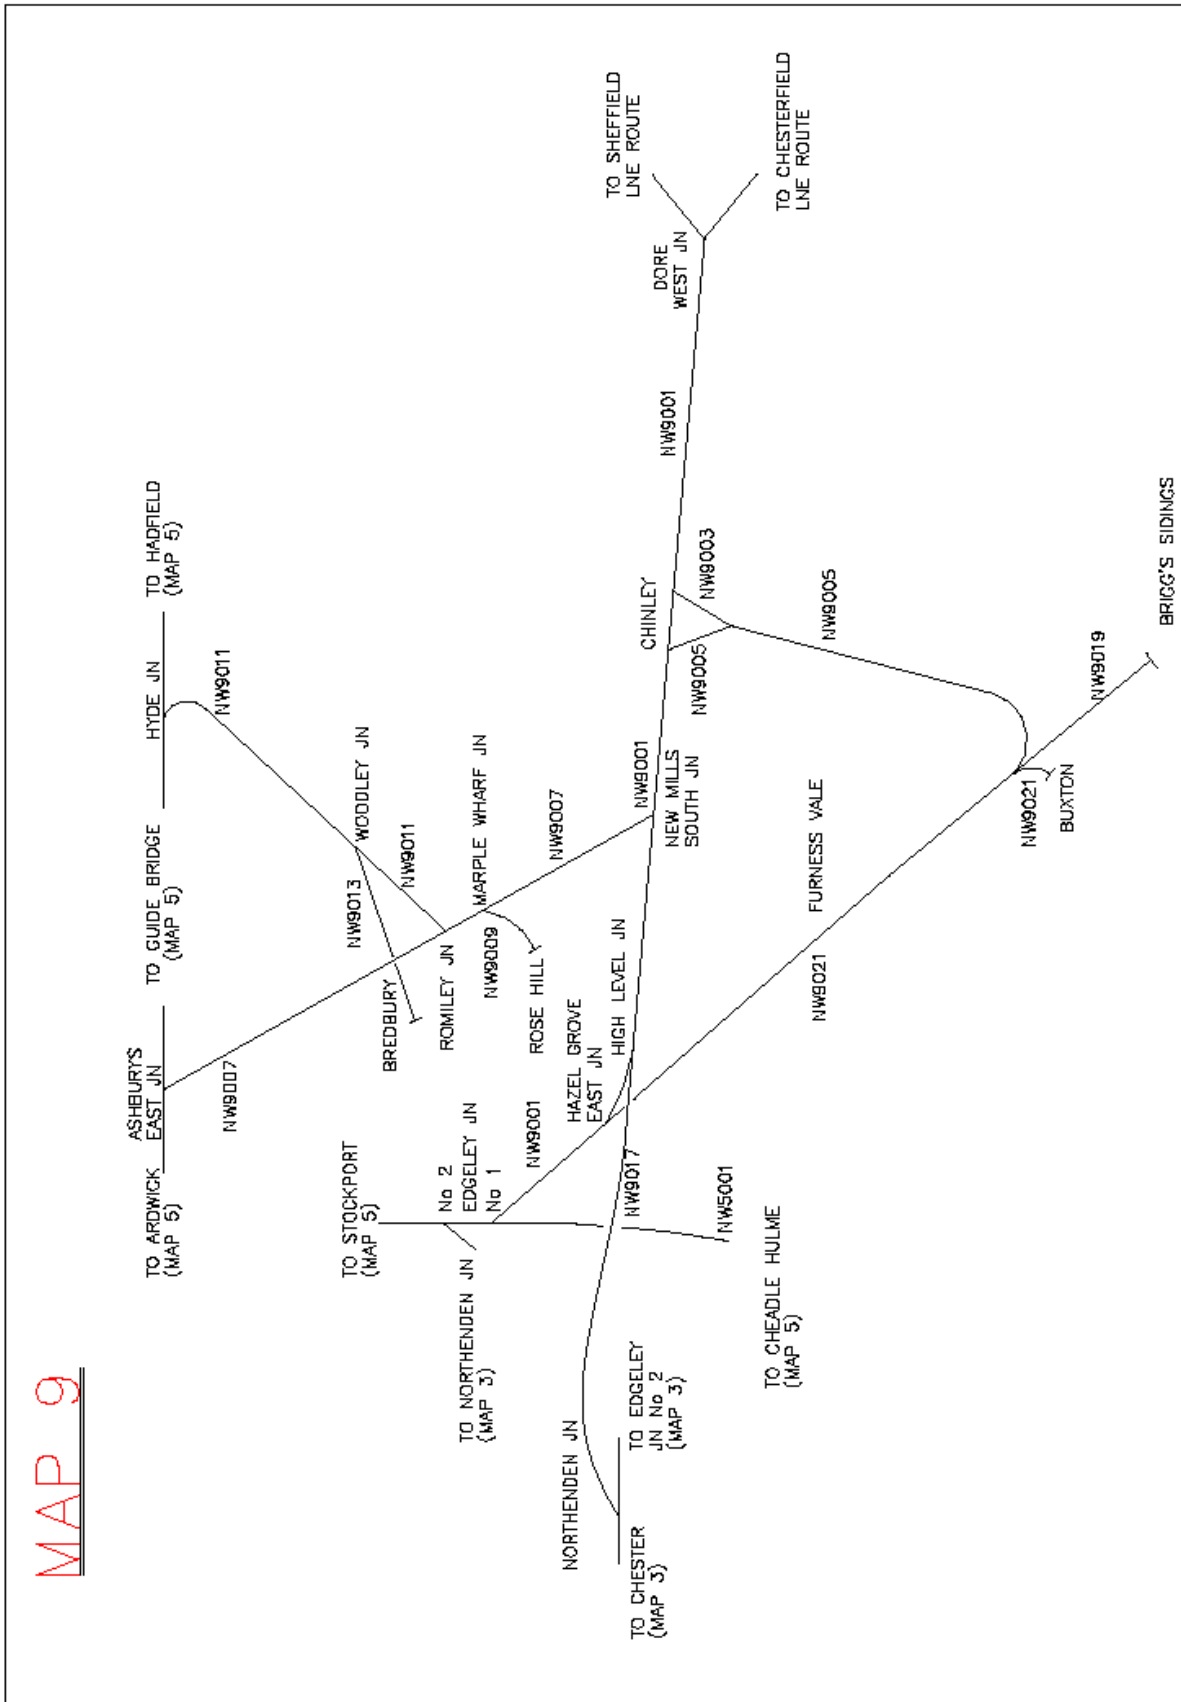 MAP 9
TO ARDWICK
(MAP 5)
ASHBURYS
EAST JN
TO GUIDE BRIDGE
(MAP 5)
HYDE JN
TO HADFIELD
(MAP 5)
NW9007
NW9011
TO STOCKPORT
(MAP 5)
BREDBURY
NW9013
WOODLEY JN
NW9011
No 2
EDGELEY JN
No 1
ROMILEY JN
MARPLE WHARF JN
NW9009
TO NORTHENDEN JN
(MAP 3)
NW9001
ROSE HILL
NW9007
HAZEL GROVE
EAST JN
HIGH LEVEL JN
NORTHENDEN JN
NW9017
NW9001
NEW MILLS
SOUTH JN
CHINLEY
NW9001
DORE
WEST JN
TO SHEFFIELD
LNE ROUTE
TO CHESTER
(MAP 3)
TO EDGELEY
JN No 2
(MAP 3)
NW5001
NW9005
NW9003
TO CHESTERFIELD
LNE ROUTE
TO CHEADLE HULME
(MAP 5)
NW9021
FURNESS VALE
NW9005
NW9021
BUXTON
NW9019
BRIGG'S SIDINGS